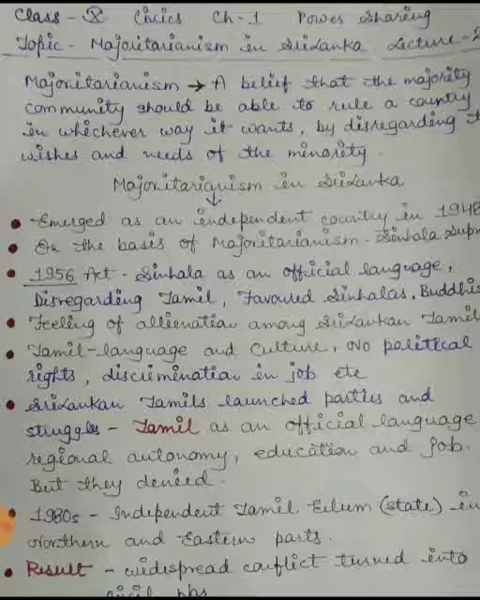 Class - X Civics Ch-1 Power Sharing
Topic - Majoritarianism in SriLanka Lecture-2
Majoritarianism → A belief that the majority
community should be able to rule a country
in whichever way it wants, by disregarding
wishes and needs of the minority.
Majoritarianism in SriLanka
↓
• Emerged as an independent country in 1948
• On the basis of Majoritarianism - Sinhala
• 1956 Act - Sinhala as an official language,
Disregarding Tamil, Favoured Sinhalas,
• Feeling of allienation among SriLankan Tamil
• Tamil-language and Culture, No political
rights, discrimination in job etc
• SriLankan Tamils launched parties and
struggles - Tamil as an official language
regional autonomy, education and job.
But they denied.
• 1980s - Independent Tamil Eelum (state) in
Northern and Eastern parts.
• Result - widespread conflict turned into